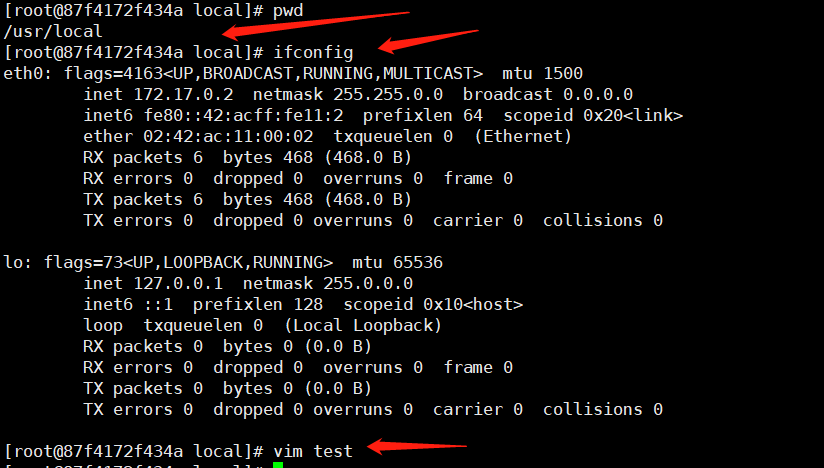 [root@87f4172f434a local]# pwd
/usr/local
[root@87f4172f434a local]# ifconfig
eth0: flags=4163<UP,BROADCAST,RUNNING,MULTICAST>  mtu 1500
        inet 172.17.0.2  netmask 255.255.0.0  broadcast 0.0.0.0
        inet6 fe80::42:acff:fe11:2  prefixlen 64  scopeid 0x20<link>
        ether 02:42:ac:11:00:02  txqueuelen 0  (Ethernet)
        RX packets 6  bytes 468 (468.0 B)
        RX errors 0  dropped 0  overruns 0  frame 0
        TX packets 6  bytes 468 (468.0 B)
        TX errors 0  dropped 0 overruns 0  carrier 0  collisions 0

lo: flags=73<UP,LOOPBACK,RUNNING>  mtu 65536
        inet 127.0.0.1  netmask 255.0.0.0
        inet6 ::1  prefixlen 128  scopeid 0x10<host>
        loop  txqueuelen 0  (Local Loopback)
        RX packets 0  bytes 0 (0.0 B)
        RX errors 0  dropped 0  overruns 0  frame 0
        TX packets 0  bytes 0 (0.0 B)
        TX errors 0  dropped 0 overruns 0  carrier 0  collisions 0

[root@87f4172f434a local]# vim test